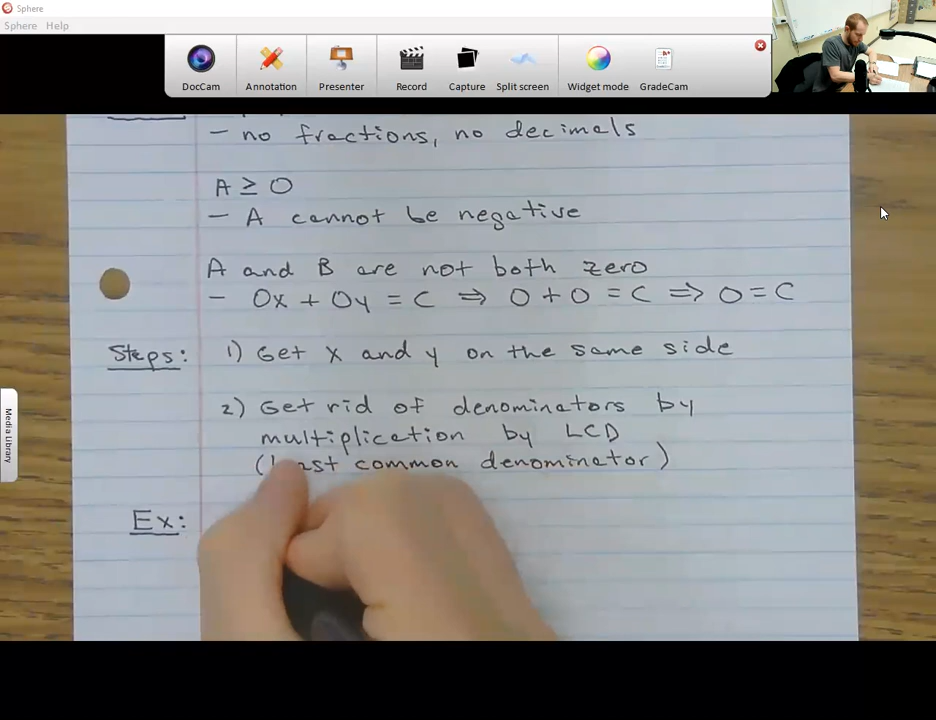 Sphere
Sphere Help
DocCam Annotation Presenter Record Capture Split screen Widget mode GradeCam
Media Library
- no fractions, no decimals
A ≥ 0
- A cannot be negative
A and B are not both zero
- 0x + 0y = C ⇒ 0 + 0 = C ⇒ 0 = C
Steps: 1) Get x and y on the same side
2) Get rid of denominators by
multiplication by LCD
common denominator)
Ex: